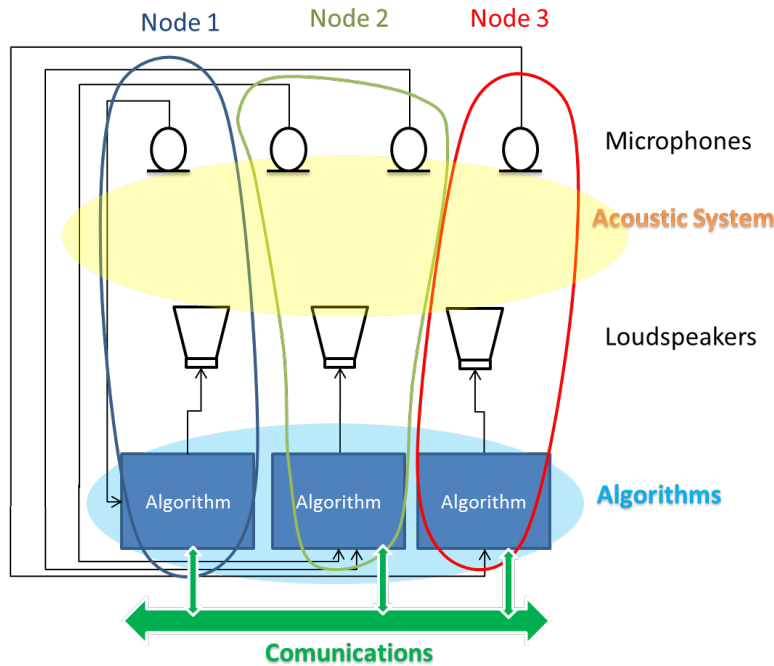 Node 1
Node 2
Node 3
Microphones
Acoustic System
Loudspeakers
Algorithm
Algorithm
Algorithm
Algorithms
Comunications